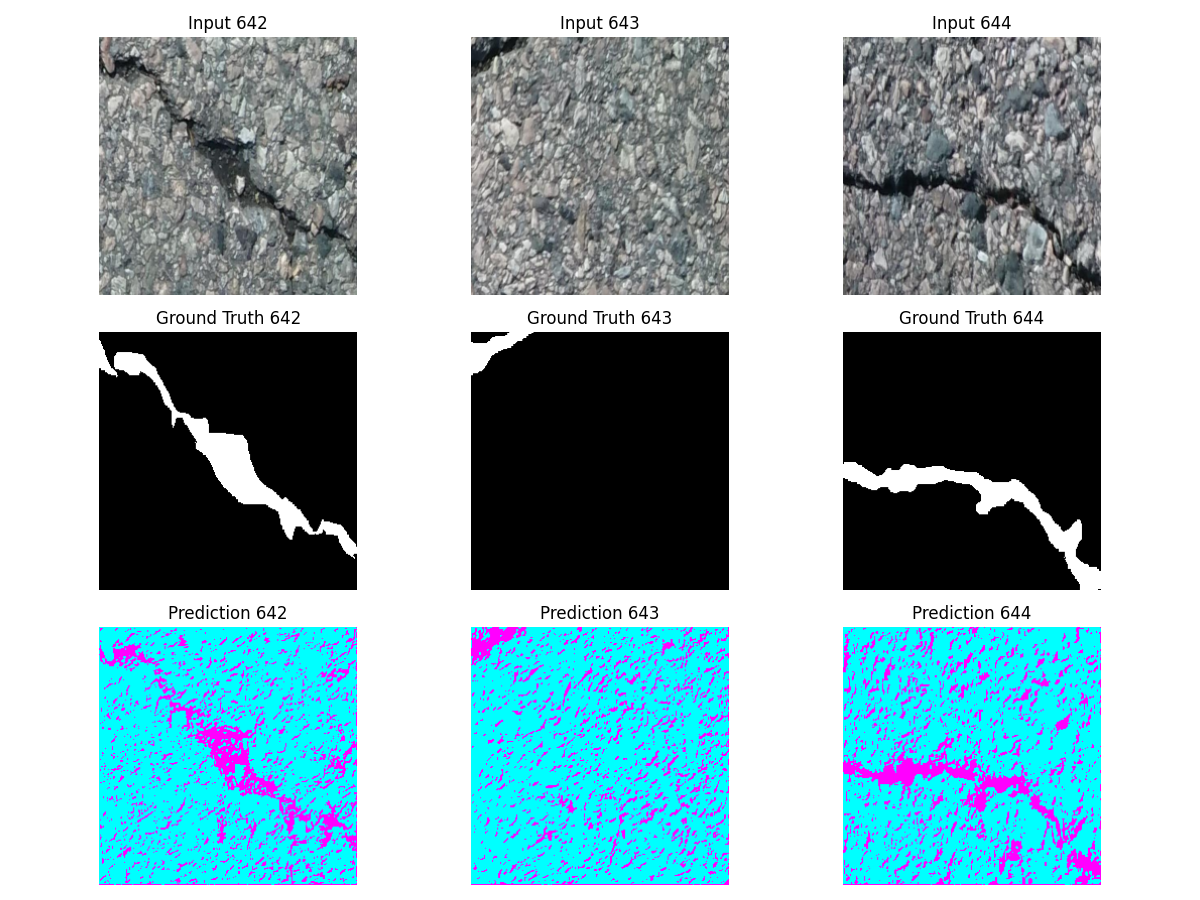 Input 642
Input 643
Input 644
Ground Truth 642
Ground Truth 643
Ground Truth 644
Prediction 642
Prediction 643
Prediction 644